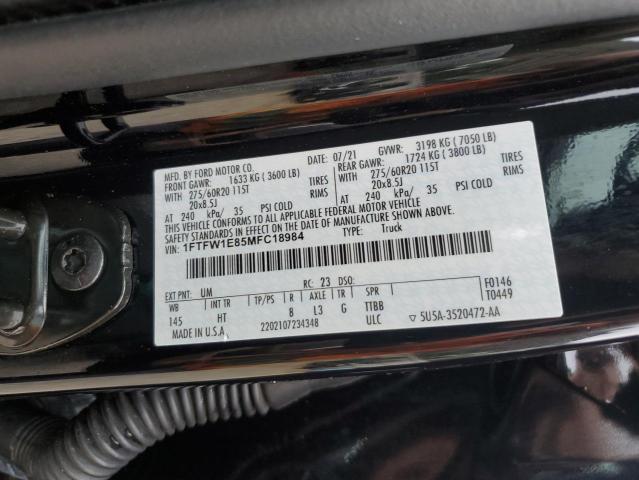 MFD. BY FORD MOTOR CO. 07/21 GVWR: 3198 KG (7050 LB)
FRONT GAWR: 1633 KG (3600 LB) REAR GAWR: 1724 KG (3800 LB)
WITH 275/60R20 115T TIRES WITH 275/60R20 115T TIRES
20x8.5J RIMS 20x8.5J RIMS
AT 240 kPa/ 35 PSI COLD AT 240 kPa/ 35 PSI COLD
THIS VEHICLE CONFORMS TO ALL APPLICABLE FEDERAL MOTOR VEHICLE SAFETY STANDARDS IN EFFECT ON THE
DATE OF MANUFACTURE SHOWN ABOVE.
VIN: 1FTFW1E85MFC18984 TYPE: Truck
EXT PNT: UM RC: 23 DSO: F0146
WB INT TR TP/PS R AXLE TR SPR T0449
145 HT 8 L3 G TTBB
MADE IN U.S.A. 2202107234348 ULC ▽ 5U5A-3520472-AA